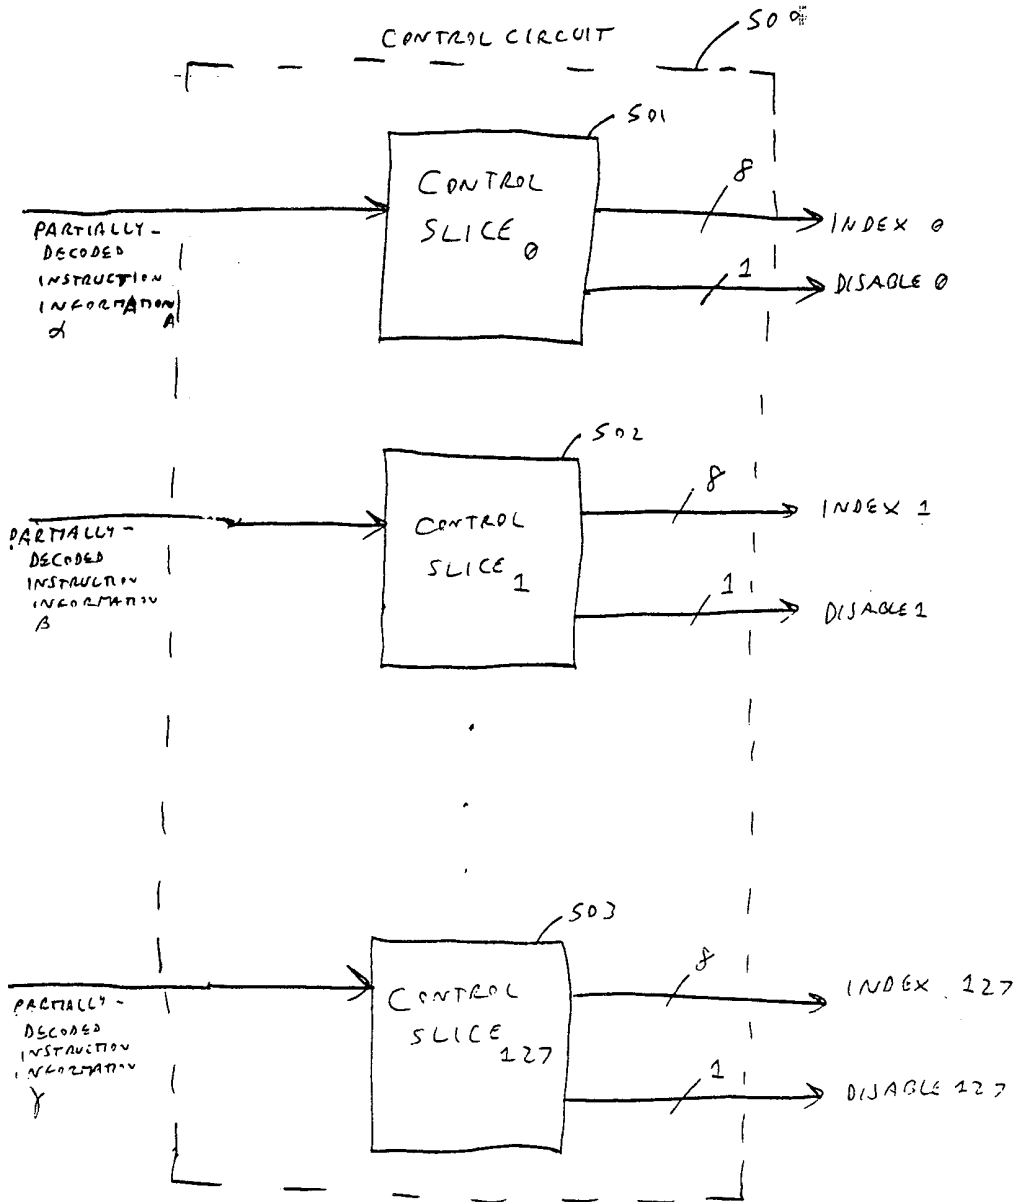 CONTROL CIRCUIT
501
CONTROL
SLICE 0
8
INDEX 0
1
DISABLE 0
PARTIALLY-
DECODED
INSTRUCTION
INFORMATION
α
A
502
CONTROL
SLICE 1
8
INDEX 1
1
DISABLE 1
PARTIALLY-
DECODED
INSTRUCTION
INFORMATION
β
503
CONTROL
SLICE 127
8
INDEX 127
1
DISABLE 127
PARTIALLY-
DECODED
INSTRUCTION
INFORMATION
γ